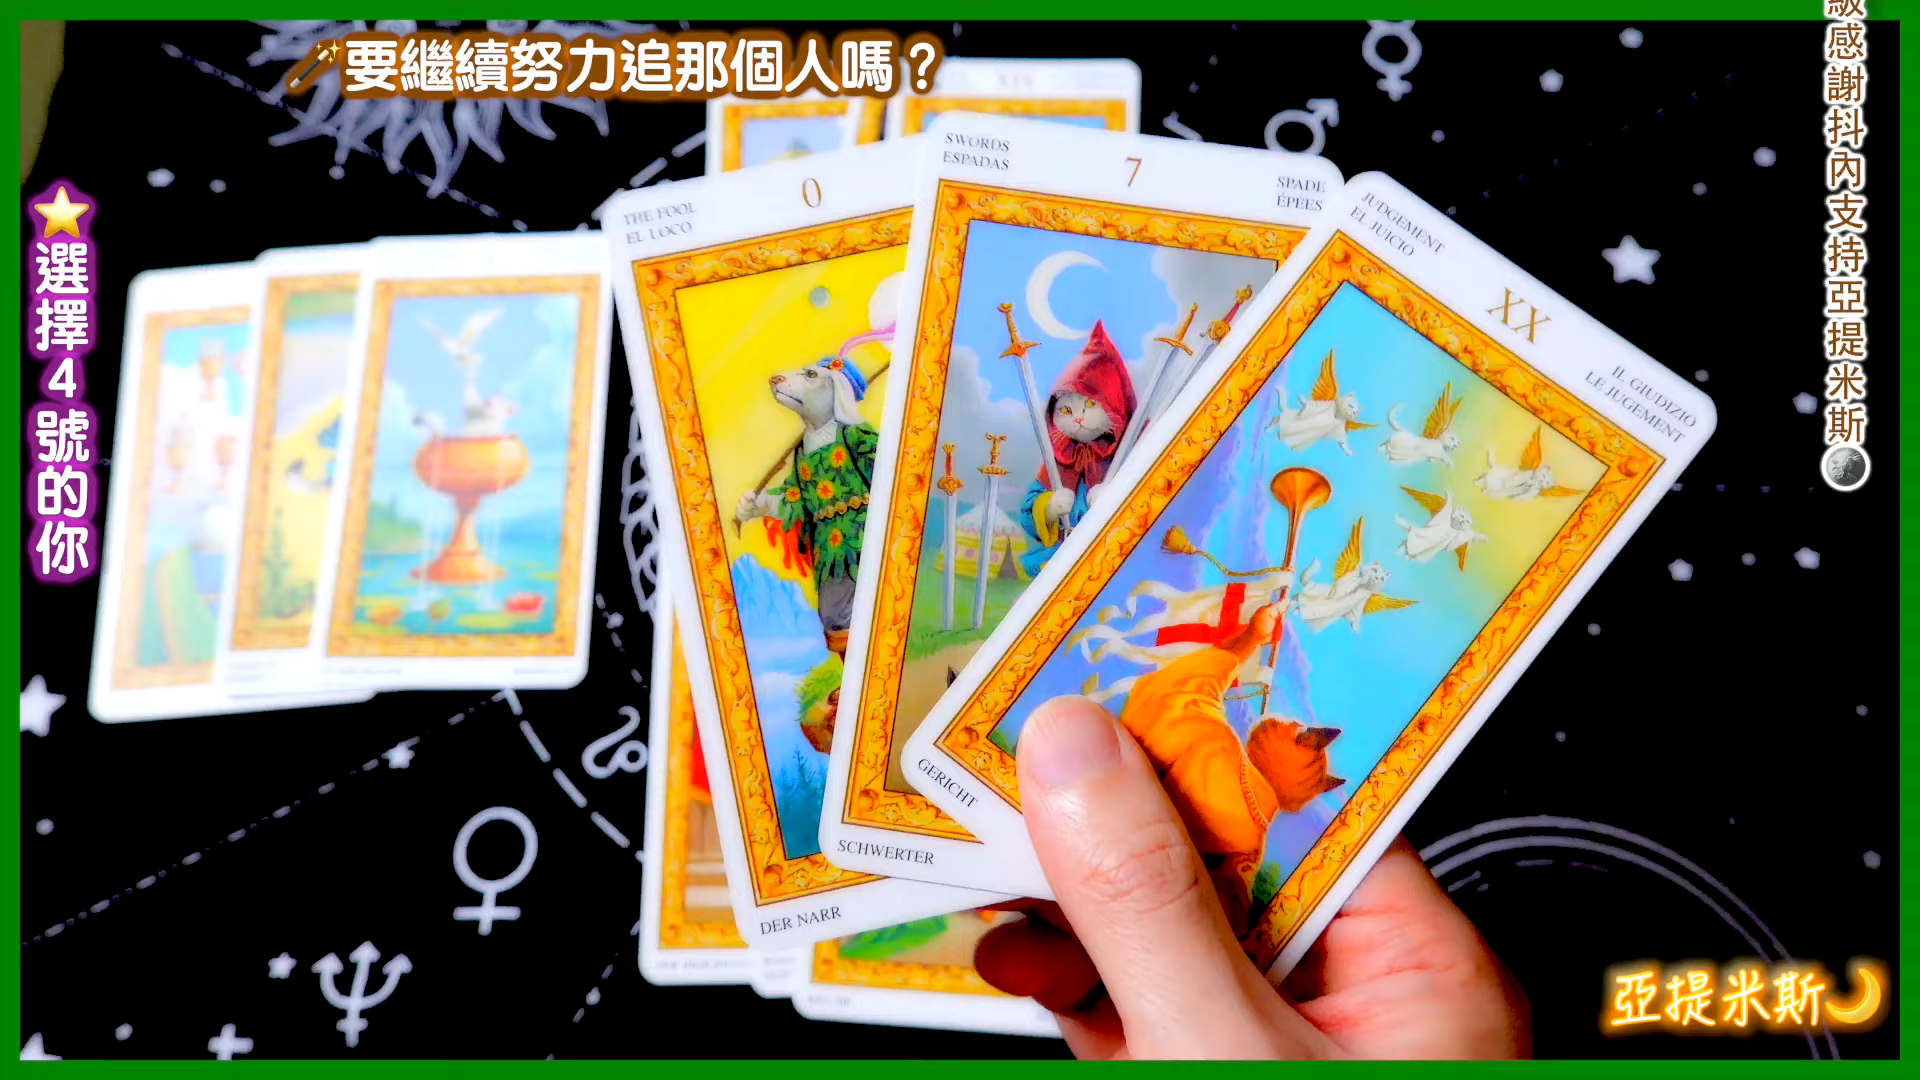 🪄要繼續努力追那個人嗎？
⭐選擇4號的你
級感謝抖內支持亞提米斯
THE FOOL
EL LOCO
0
DER NARR
SWORDS
ESPADAS
7
SPADE
ÉPÉES
SCHWERTER
JUDGEMENT
EL JUICIO
XX
IL GIUDIZIO
LE JUGEMENT
GERICHT
XIX
亞提米斯🌙